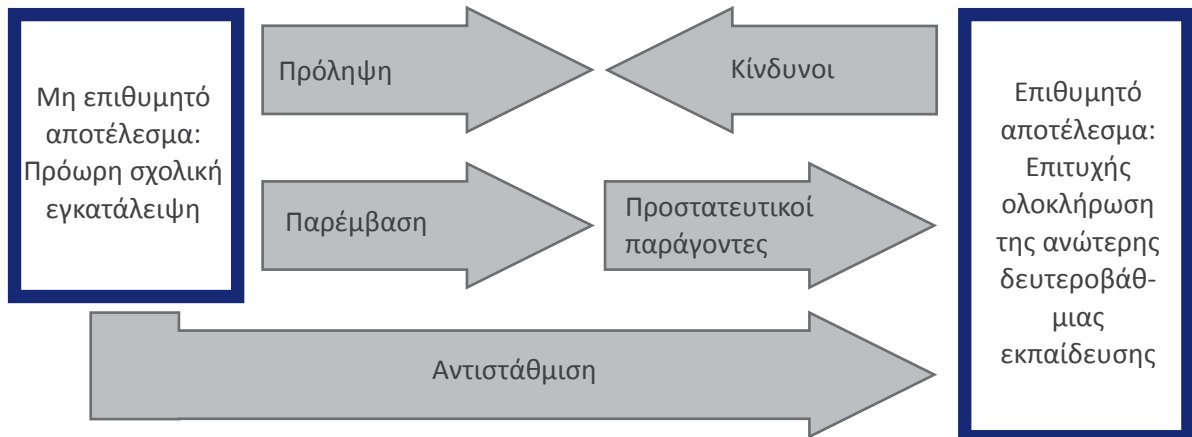 Μη επιθυμητό
αποτέλεσμα:
Πρόωρη σχολική
εγκατάλειψη
Πρόληψη
Κίνδυνοι
Παρέμβαση
Προστατευτικοί
παράγοντες
Αντιστάθμιση
Επιθυμητό
αποτέλεσμα:
Επιτυχής
ολοκλήρωση
της ανώτερης
δευτεροβάθ-
μιας
εκπαίδευσης